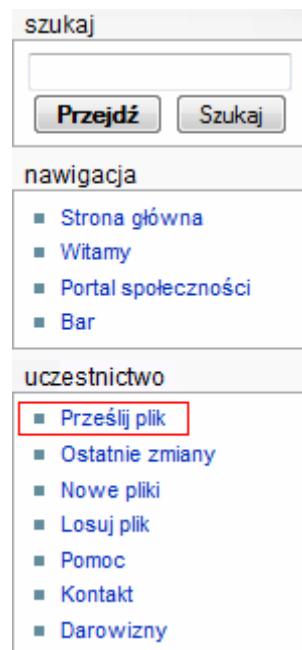 szukaj
Przejdź Szukaj
nawigacja
Strona główna
Witamy
Portal społeczności
Bar
uczestnictwo
Prześlij plik
Ostatnie zmiany
Nowe pliki
Losuj plik
Pomoc
Kontakt
Darowizny